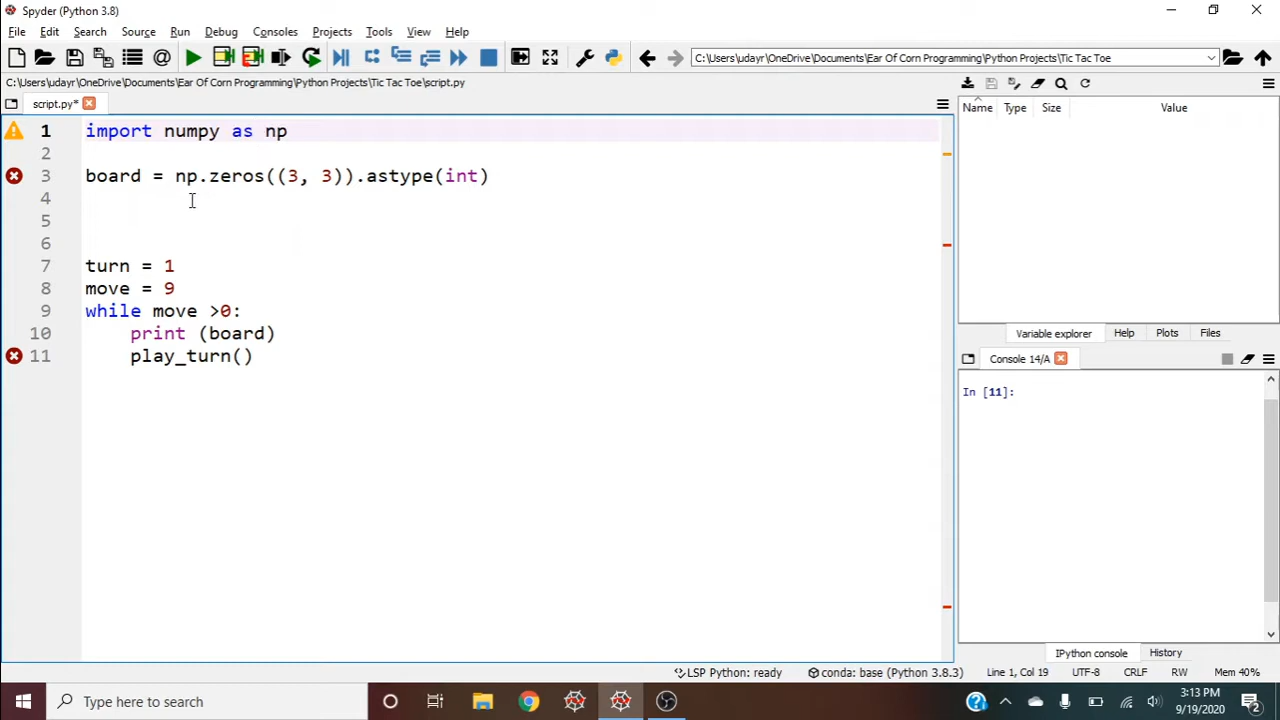 Spyder (Python 3.8)
File Edit Search Source Run Debug Consoles Projects Tools View Help
C:\Users\udayr\OneDrive\Documents\Ear Of Corn Programming\Python Projects\Tic Tac Toe
C:\Users\udayr\OneDrive\Documents\Ear Of Corn Programming\Python Projects\Tic Tac Toe\script.py
script.py*
1 import numpy as np
2
3 board = np.zeros((3, 3)).astype(int)
4
5
6
7 turn = 1
8 move = 9
9 while move >0:
10 print (board)
11 play_turn()
Name Type Size Value
Variable explorer Help Plots Files
Console 14/A
In [11]:
IPython console History
LSP Python: ready conda: base (Python 3.8.3) Line 1, Col 19 UTF-8 CRLF RW Mem 40%
Type here to search
3:13 PM
9/19/2020
2